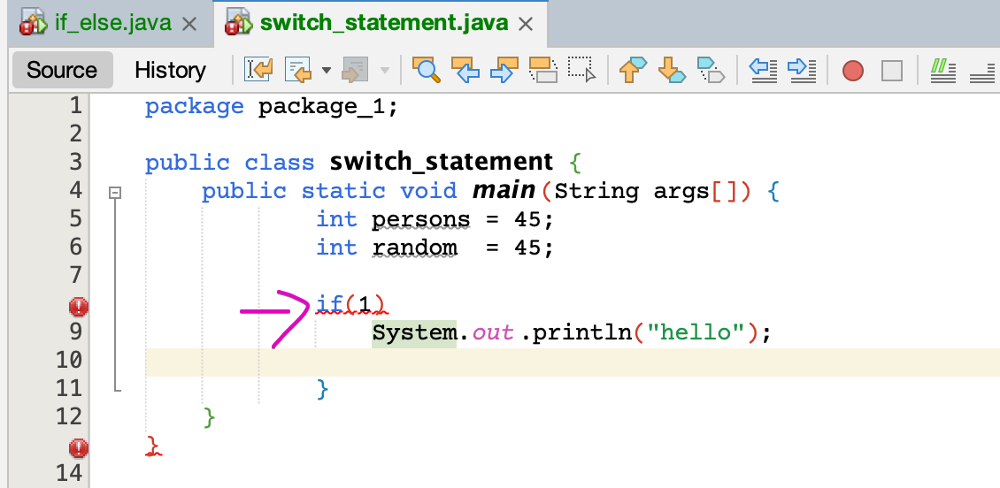 if_else.java × switch_statement.java ×
Source History
1 package package_1;
2
3 public class switch_statement {
4 public static void main(String args[]) {
5 int persons = 45;
6 int random  = 45;
7
if(1)
9 System.out .println("hello");
10
11 }
12 }
}
14